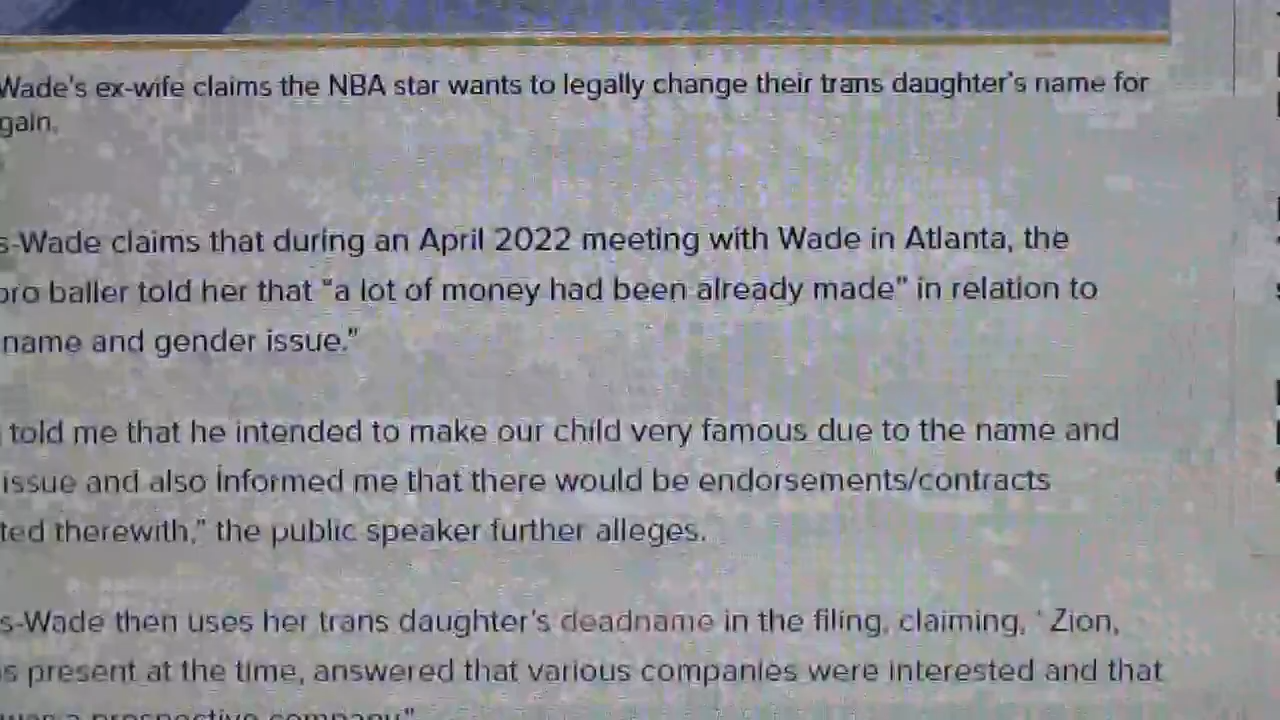 Wade's ex-wife claims the NBA star wants to legally change their trans daughter's name for
gain.
s-Wade claims that during an April 2022 meeting with Wade in Atlanta, the
pro baller told her that "a lot of money had been already made" in relation to
name and gender issue."
told me that he intended to make our child very famous due to the name and
issue and also informed me that there would be endorsements/contracts
ted therewith," the public speaker further alleges.
s-Wade then uses her trans daughter's deadname in the filing, claiming, ' Zion,
s present at the time, answered that various companies were interested and that
was a prospective company"